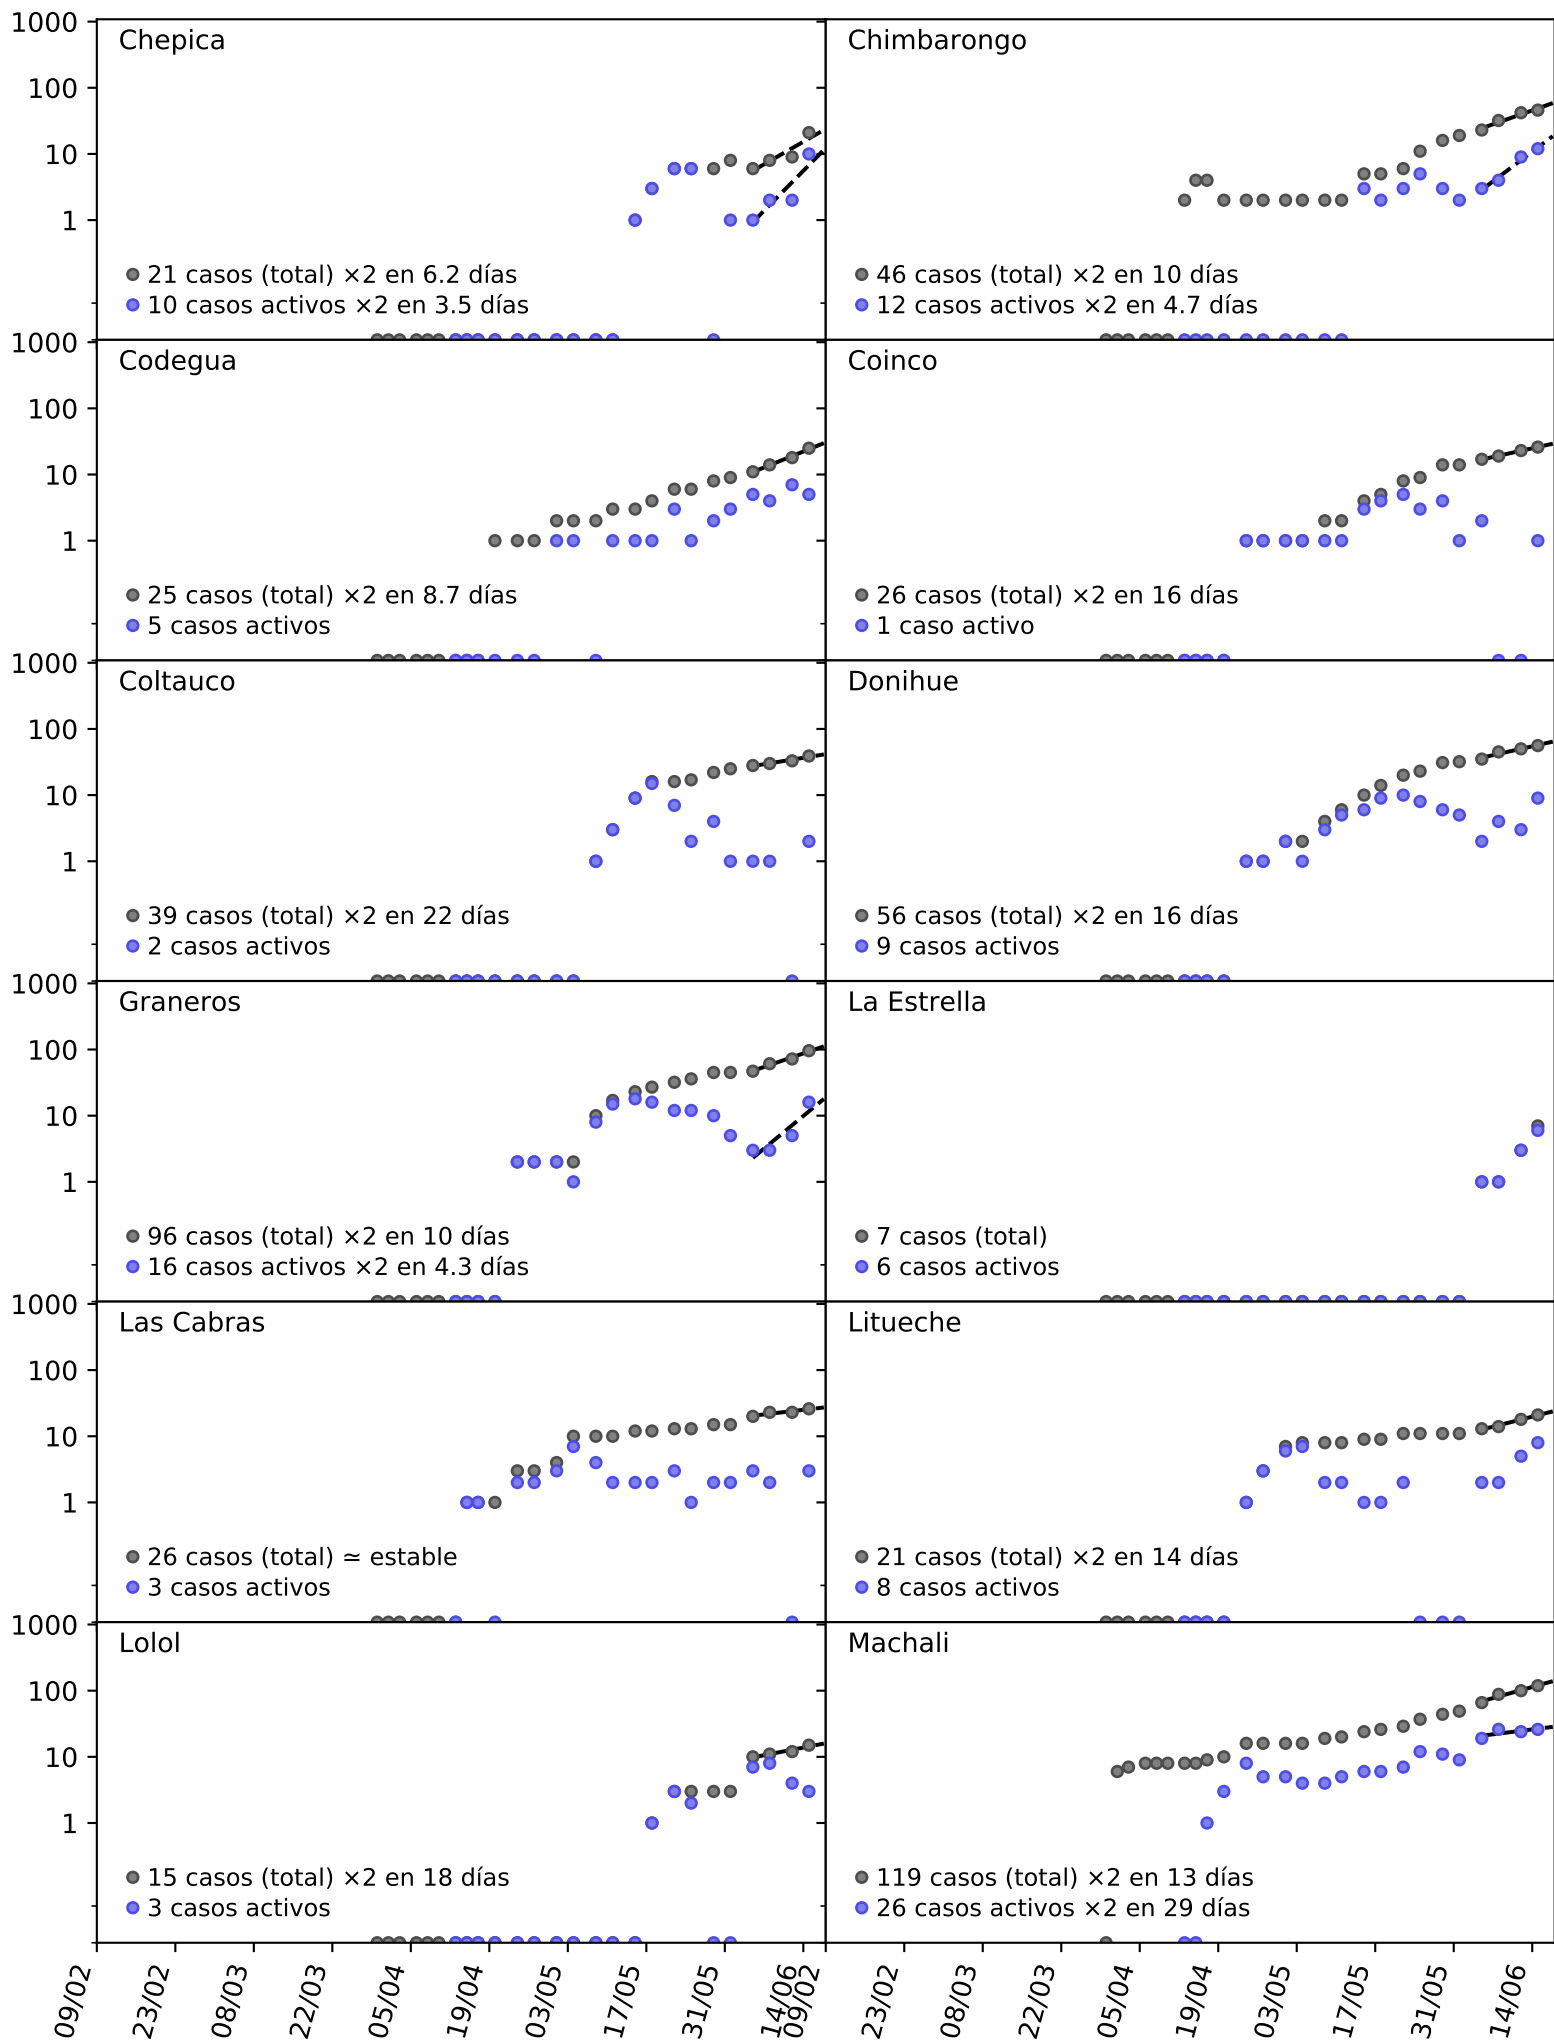 1000
100
10
1
Chepica
21 casos (total) ×2 en 6.2 días
10 casos activos ×2 en 3.5 días
Chimbarongo
46 casos (total) ×2 en 10 días
12 casos activos ×2 en 4.7 días
1000
100
10
1
Codegua
25 casos (total) ×2 en 8.7 días
5 casos activos
Coinco
26 casos (total) ×2 en 16 días
1 caso activo
1000
100
10
1
Coltauco
39 casos (total) ×2 en 22 días
2 casos activos
Donihue
56 casos (total) ×2 en 16 días
9 casos activos
1000
100
10
1
Graneros
96 casos (total) ×2 en 10 días
16 casos activos ×2 en 4.3 días
La Estrella
7 casos (total)
6 casos activos
1000
100
10
1
Las Cabras
26 casos (total) ≃ estable
3 casos activos
Litueche
21 casos (total) ×2 en 14 días
8 casos activos
1000
100
10
1
Lolol
15 casos (total) ×2 en 18 días
3 casos activos
Machali
119 casos (total) ×2 en 13 días
26 casos activos ×2 en 29 días
09/02
23/02
08/03
22/03
05/04
19/04
03/05
17/05
31/05
14/06
09/02
23/02
08/03
22/03
05/04
19/04
03/05
17/05
31/05
14/06